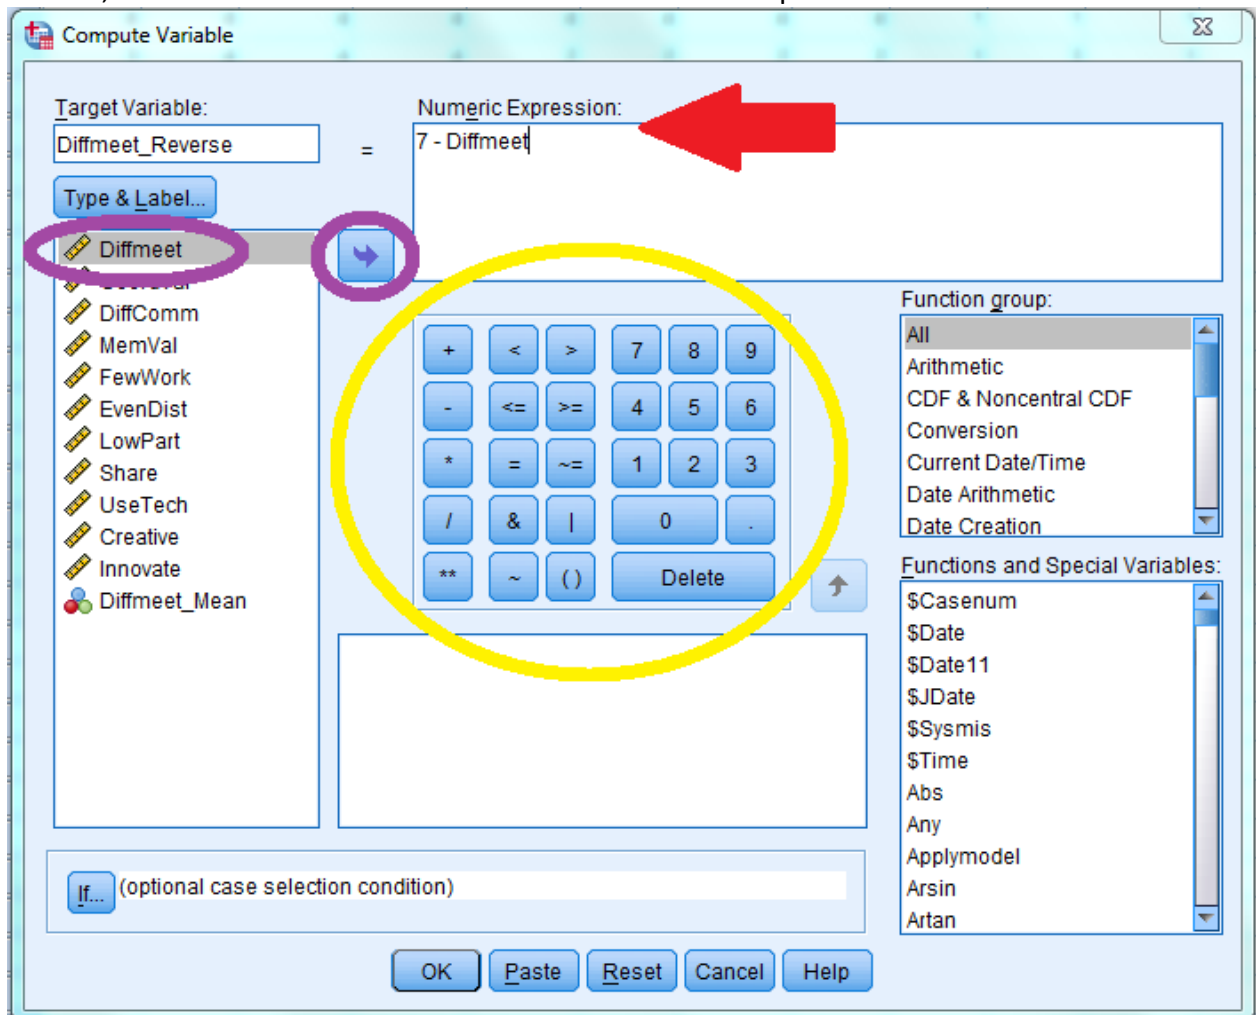 Compute Variable
Target Variable:
Numeric Expression:
Diffmeet_Reverse
=
7 - Diffmeet
Type & Label...
Diffmeet
DiffComm
MemVal
FewWork
EvenDist
LowPart
Share
UseTech
Creative
Innovate
Diffmeet_Mean
+ < > 7 8 9
- <= >= 4 5 6
* = ~= 1 2 3
/ & | 0 .
** ~ ( ) Delete
Function group:
All
Arithmetic
CDF & Noncentral CDF
Conversion
Current Date/Time
Date Arithmetic
Date Creation
Functions and Special Variables:
$Casenum
$Date
$Date11
$JDate
$Sysmis
$Time
Abs
Any
Applymodel
Arsin
Artan
If... (optional case selection condition)
OK Paste Reset Cancel Help